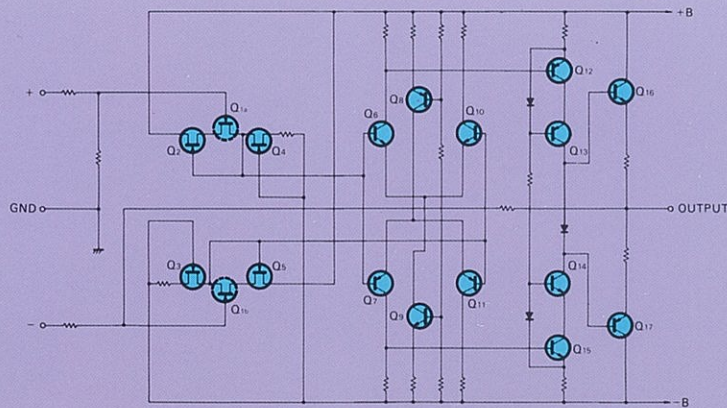 +B
Q12
Q8
Q16
+
Q1a
Q6
Q10
Q2
Q4
Q13
GND
OUTPUT
Q3
Q5
Q14
Q7
Q11
Q1b
Q9
Q17
−
Q15
−B